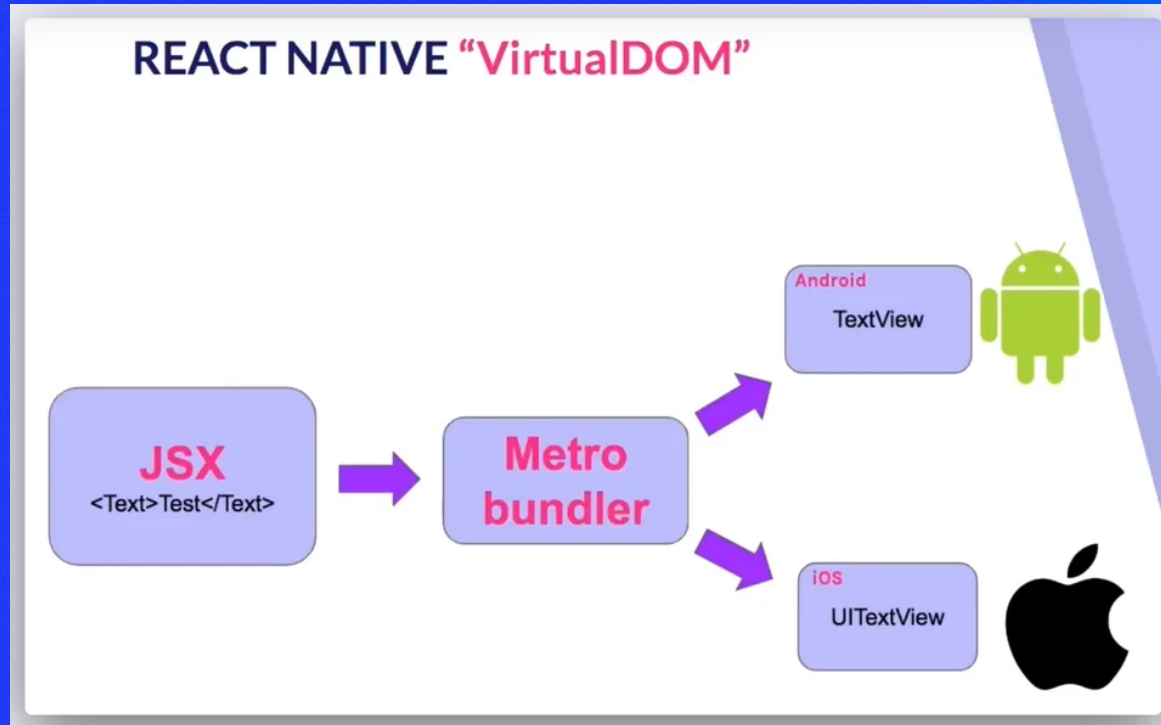 REACT NATIVE “VirtualDOM”
JSX
<Text>Test</Text>
Metro
bundler
Android
TextView
iOS
UITextView